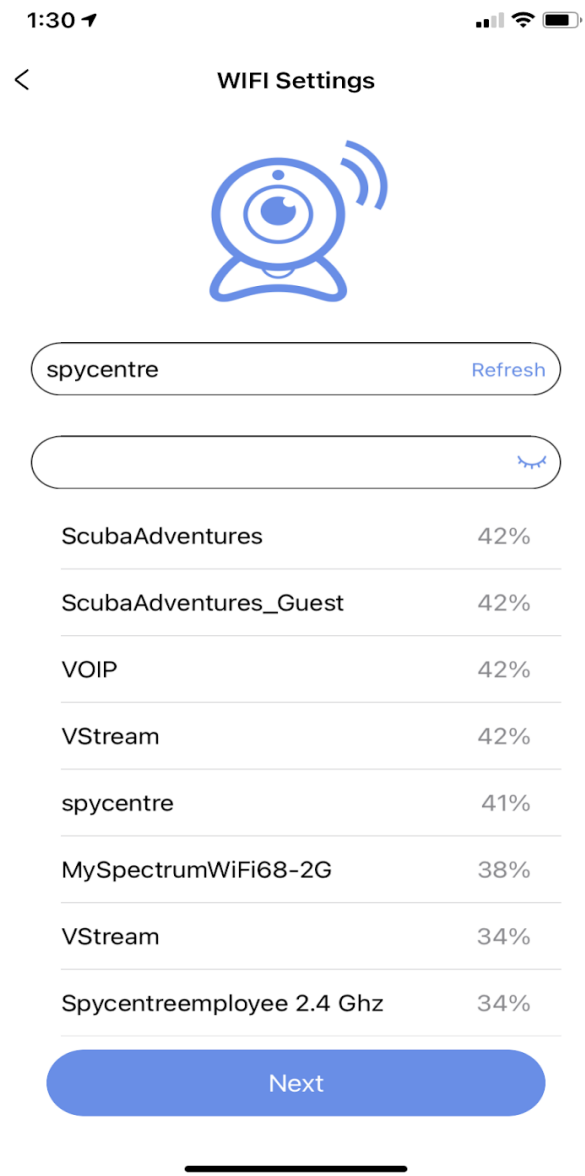 1:30
WIFI Settings
spycentre Refresh
ScubaAdventures 42%
ScubaAdventures_Guest 42%
VOIP 42%
VStream 42%
spycentre 41%
MySpectrumWiFi68-2G 38%
VStream 34%
Spycentreemployee 2.4 Ghz 34%
Next